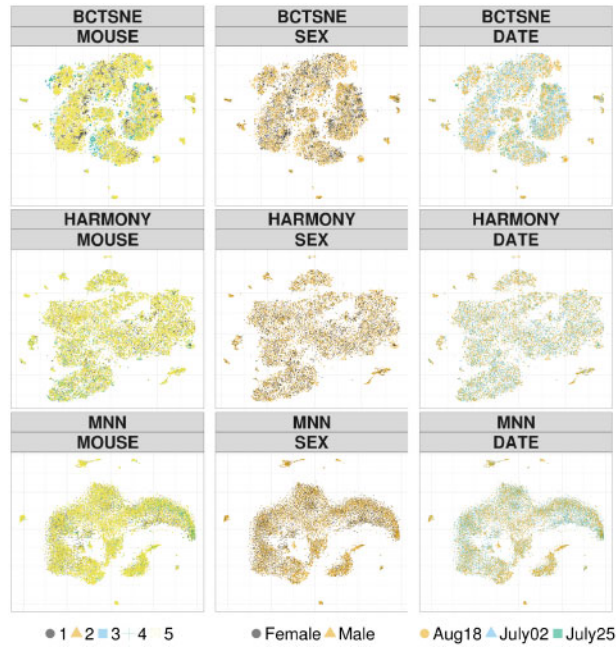 BCTSNE BCTSNE BCTSNE
MOUSE SEX DATE
HARMONY HARMONY HARMONY
MOUSE SEX DATE
MNN MNN MNN
MOUSE SEX DATE
1 2 3 4 5 Female Male Aug18 July02 July25